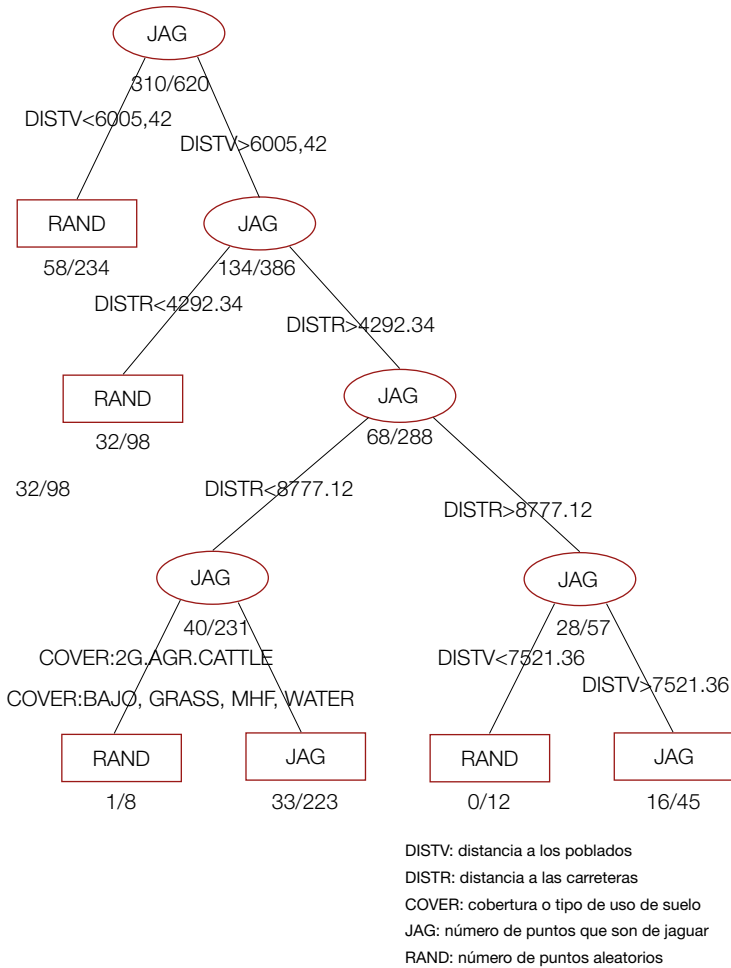 JAG
310/620
DISTV<6005,42
DISTV>6005,42
RAND
JAG
58/234
134/386
DISTR<4292.34
DISTR>4292.34
RAND
JAG
32/98
68/288
32/98
DISTR<8777.12
DISTR>8777.12
JAG
JAG
40/231
28/57
COVER:2G.AGR.CATTLE
DISTV<7521.36
DISTV>7521.36
COVER:BAJO, GRASS, MHF, WATER
RAND
JAG
RAND
JAG
1/8
33/223
0/12
16/45
DISTV: distancia a los poblados
DISTR: distancia a las carreteras
COVER: cobertura o tipo de uso de suelo
JAG: número de puntos que son de jaguar
RAND: número de puntos aleatorios